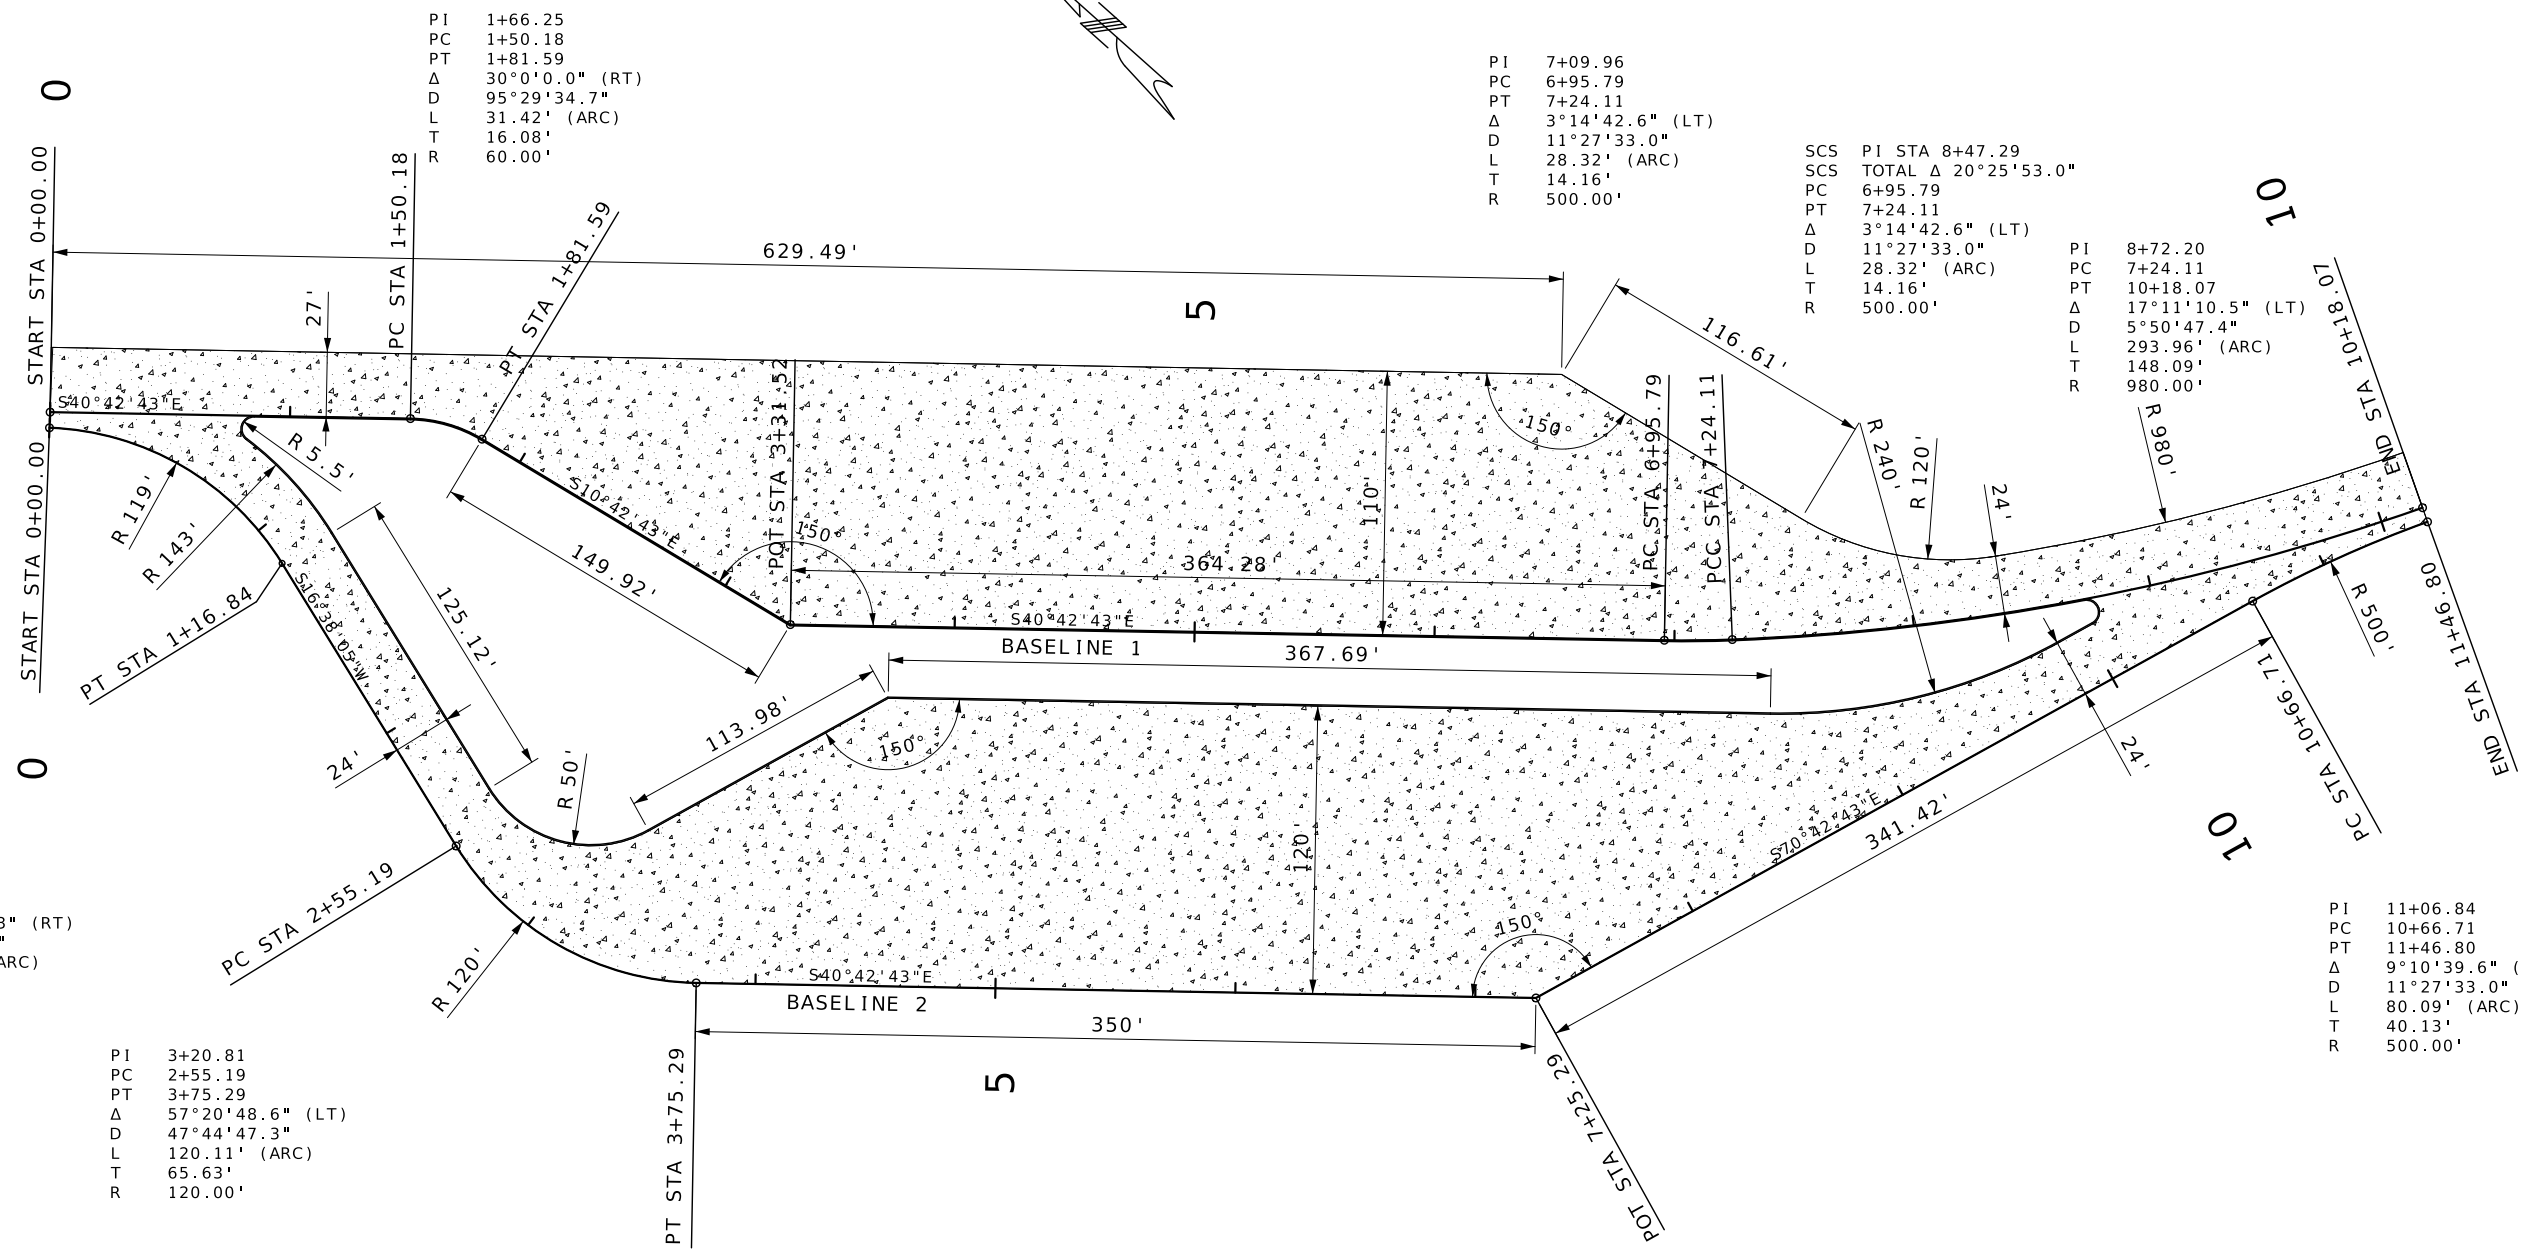 PI 1+66.25
PC 1+50.18
PT 1+81.59
Δ 30°0'0.0" (RT)
D 95°29'34.7"
L 31.42' (ARC)
T 16.08'
R 60.00'
PI 7+09.96
PC 6+95.79
PT 7+24.11
Δ 3°14'42.6" (LT)
D 11°27'33.0"
L 28.32' (ARC)
T 14.16'
R 500.00'
SCS PI STA 8+47.29
SCS TOTAL Δ 20°25'53.0"
PC 6+95.79
PT 7+24.11
Δ 3°14'42.6" (LT)
D 11°27'33.0"
L 28.32' (ARC)
T 14.16'
R 500.00'
PI 8+72.20
PC 7+24.11
PT 10+18.07
Δ 17°11'10.5" (LT)
D 5°50'47.4"
L 293.96' (ARC)
T 148.09'
R 980.00'
0
10
START STA 0+00.00
PC STA 1+50.18
PT STA 1+81.59
629.49'
27'
5
116.61'
END STA 10+18.07
S40°42'43"E
R 5.5'
POT STA 3+31.52
150°
PC STA 6+95.79
PCC STA 7+24.11
R 240'
R 120'
R 980'
24'
START STA 0+00.00
R 119'
R 143'
S10°42'43"E
149.92'
150°
110'
364.28'
PT STA 1+16.84
S16°38'05"W
125.12'
S40°42'43"E
BASELINE 1
367.69'
R 500'
END STA 11+46.80
113.98'
150°
24'
R 50'
24'
PC STA 10+66.71
0
10
PC STA 2+55.19
R 120'
120'
S70°42'43"E
341.42'
150°
S40°42'43"E
BASELINE 2
350'
PT STA 3+75.29
5
POT STA 7+25.29
3" (RT)
"
ARC)
PI 3+20.81
PC 2+55.19
PT 3+75.29
Δ 57°20'48.6" (LT)
D 47°44'47.3"
L 120.11' (ARC)
T 65.63'
R 120.00'
PI 11+06.84
PC 10+66.71
PT 11+46.80
Δ 9°10'39.6" (
D 11°27'33.0"
L 80.09' (ARC)
T 40.13'
R 500.00'